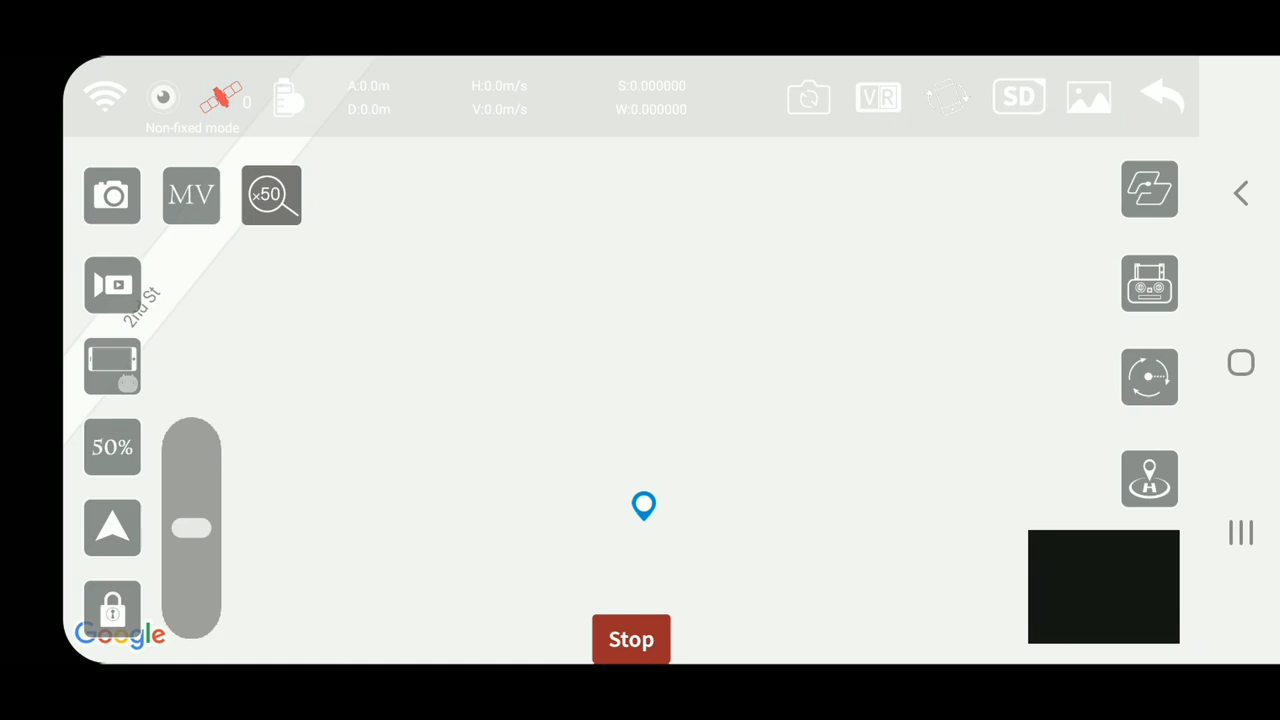 0
Non-fixed mode
A:0.0m
D:0.0m
H:0.0m/s
V:0.0m/s
S:0.000000
W:0.000000
VR
SD
MV
×50
2nd St
50%
H
Google
Stop